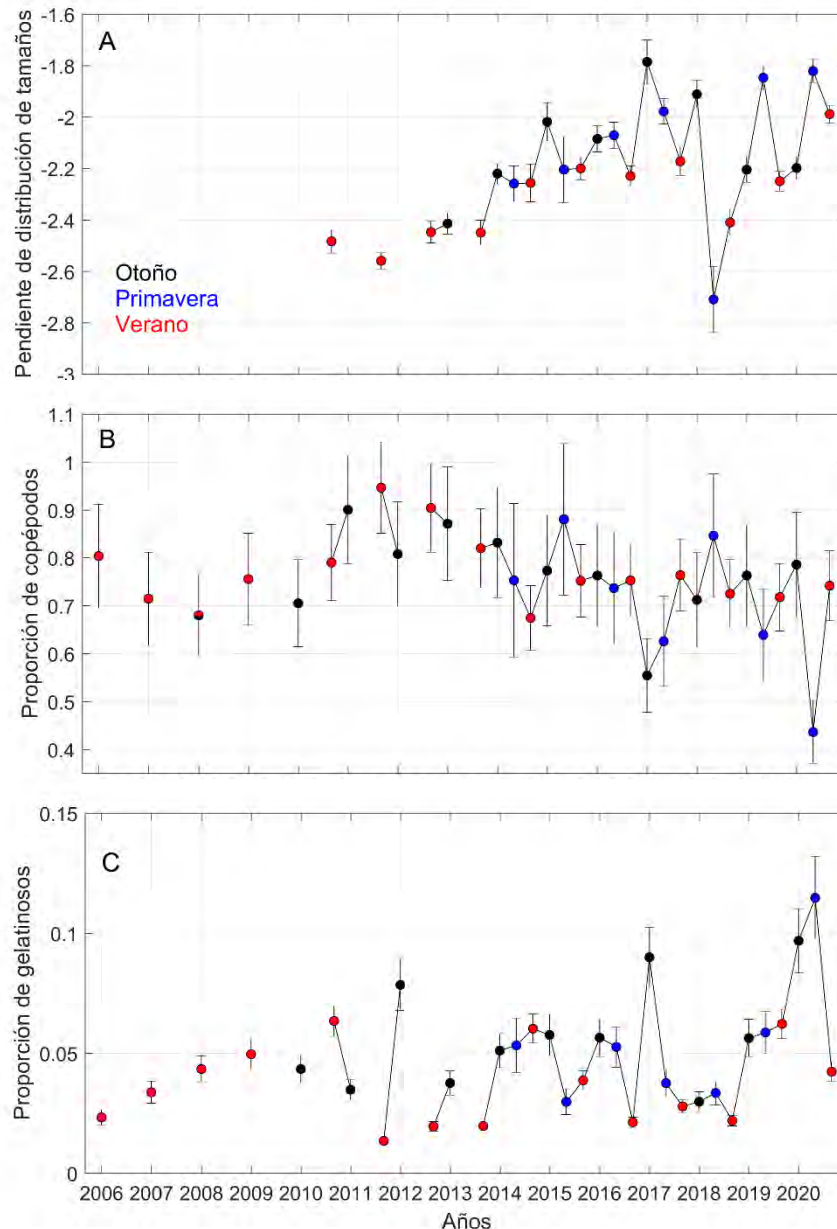 A
Pendiente de distribución de tamaños
-1.6
-1.8
-2
-2.2
-2.4
-2.6
-2.8
-3
Otoño
Primavera
Verano
B
Proporción de copépodos
1.1
1
0.9
0.8
0.7
0.6
0.5
0.4
C
Proporción de gelatinosos
0.15
0.1
0.05
0
2006 2007 2008 2009 2010 2011 2012 2013 2014 2015 2016 2017 2018 2019 2020
Años